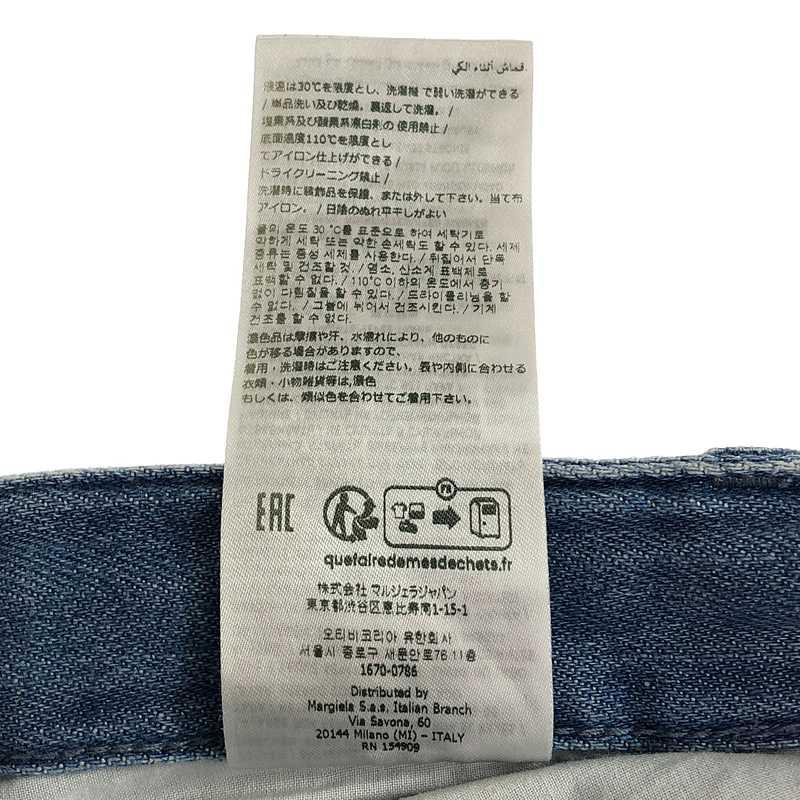 قماش أثناء الكي.
液温は30℃を限度とし、洗濯機 で弱い洗濯ができる
/ 単品洗い及び乾燥。裏返して洗濯。/
塩素系及び酸素系漂白剤の 使用禁止 /
底面温度110℃を限度とし
てアイロン仕上げができる /
ドライクリーニング禁止 /
洗濯時に装飾品を保護、または外して下さい。当て布
アイロン。/ 日陰のぬれ平干しがよい
물의 온도 30 °C를 표준으로 하여 세탁기로
약하게 세탁 또는 약한 손세탁도 할 수 있다. 세제
종류는 중성 세제를 사용한다. / 뒤집어서 단독
세탁 및 건조할 것. / 염소, 산소계 표백제로
표백할 수 없다. / 110°C 이하의 온도에서 증기
없이 다림질을 할 수 있다. / 드라이클리닝을 할
수 없다. / 그늘에 뉘어서 건조시킨다. / 기계
건조를 할 수 없다.
濃色品は摩擦や汗、水濡れにより、他のものに
色が移る場合がありますので、
着用・洗濯時はご注意ください。表や内側に合わせる
衣類・小物雑貨等は,濃色
もしくは、類似色を合わせてご着用下さい。
EAC
FR
quefairedemesdechets.fr
株式会社 マルジェラジャパン
東京都渋谷区恵比寿南1-15-1
오티비코리아 유한회사
서울시 종로구 새문안로76 11층
1670-0786
Distributed by
Margiela S.a.s. Italian Branch
Via Savona, 60
20144 Milano (MI) – ITALY
RN 154909